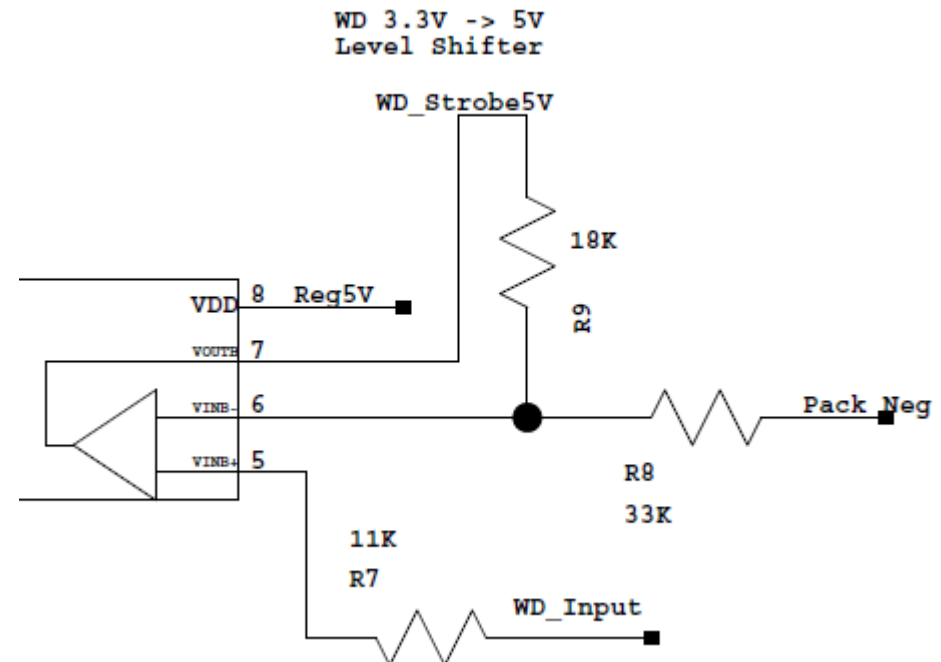 WD 3.3V -> 5V
Level Shifter
WD_Strobe5V
18K
R9
VDD 8 Reg5V
VOUTB 7
VINB- 6
Pack_Neg
VINB+ 5
R8
33K
11K
R7
WD_Input